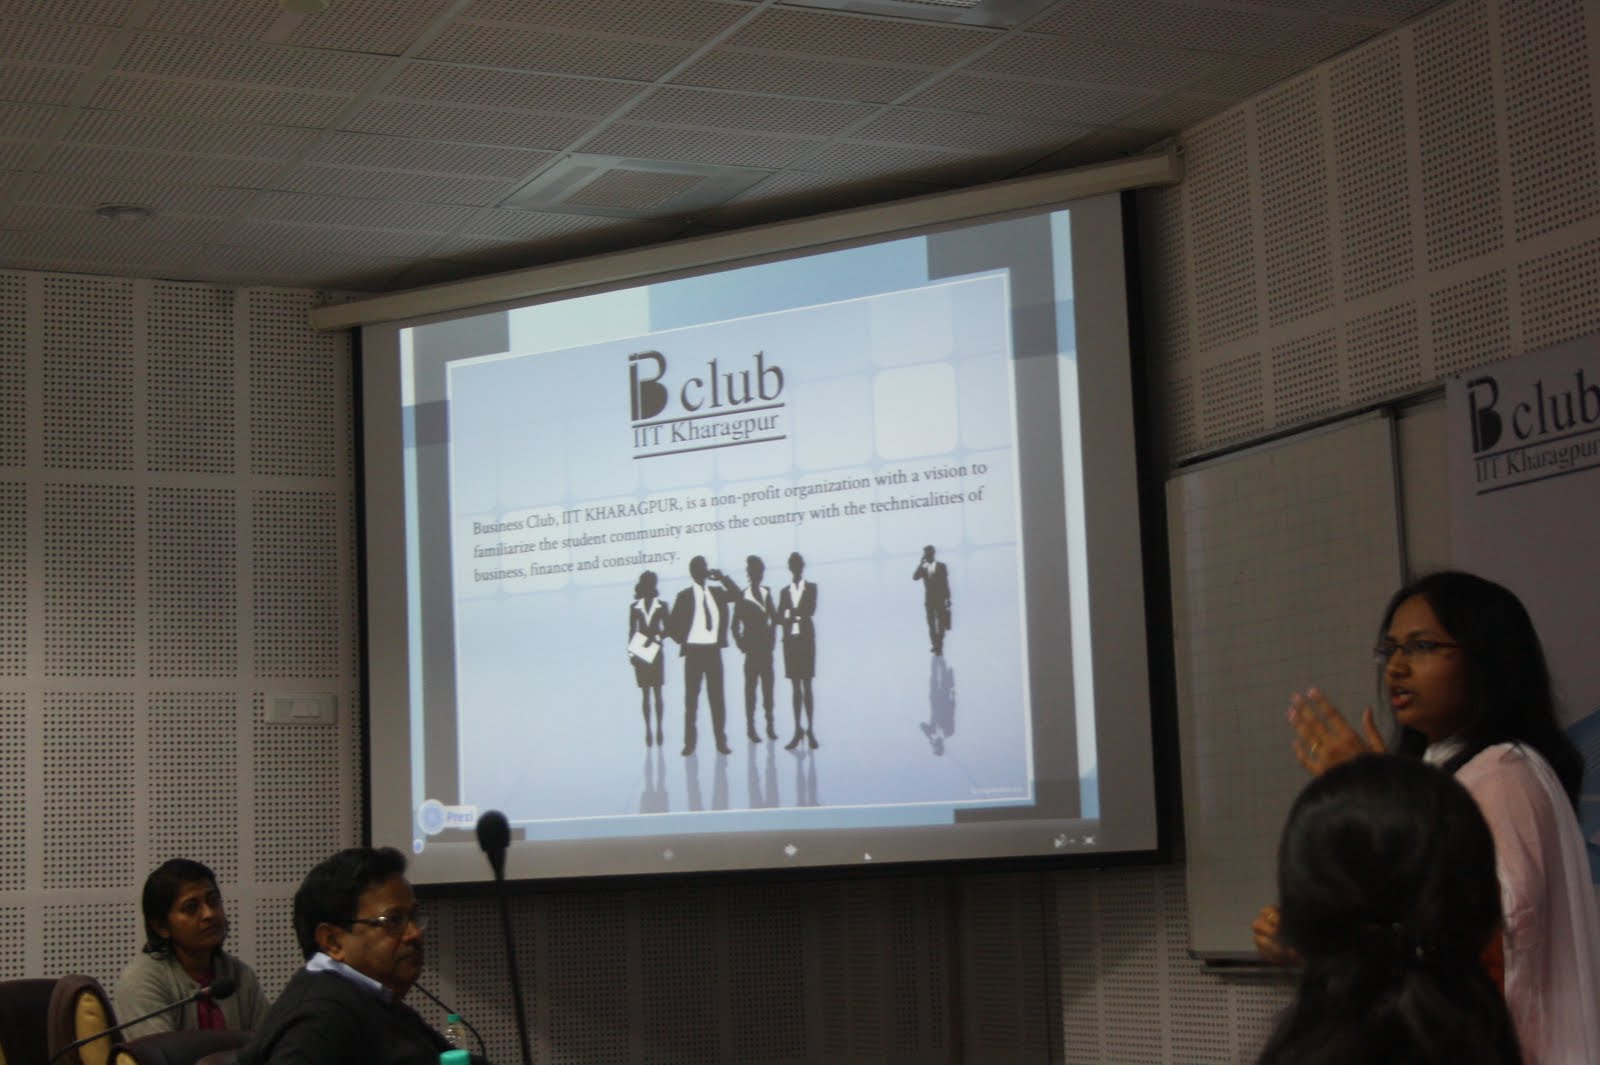 B club
IIT Kharagpur
Business Club, IIT KHARAGPUR, is a non-profit organization with a vision to
familiarize the student community across the country with the technicalities of
business, finance and consultancy.
Prezi
B club
IIT Kharagpur